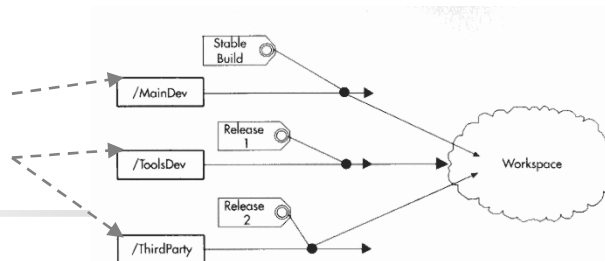 Stable
Build
/MainDev
Release
1
/ToolsDev
Workspace
Release
2
/ThirdParty